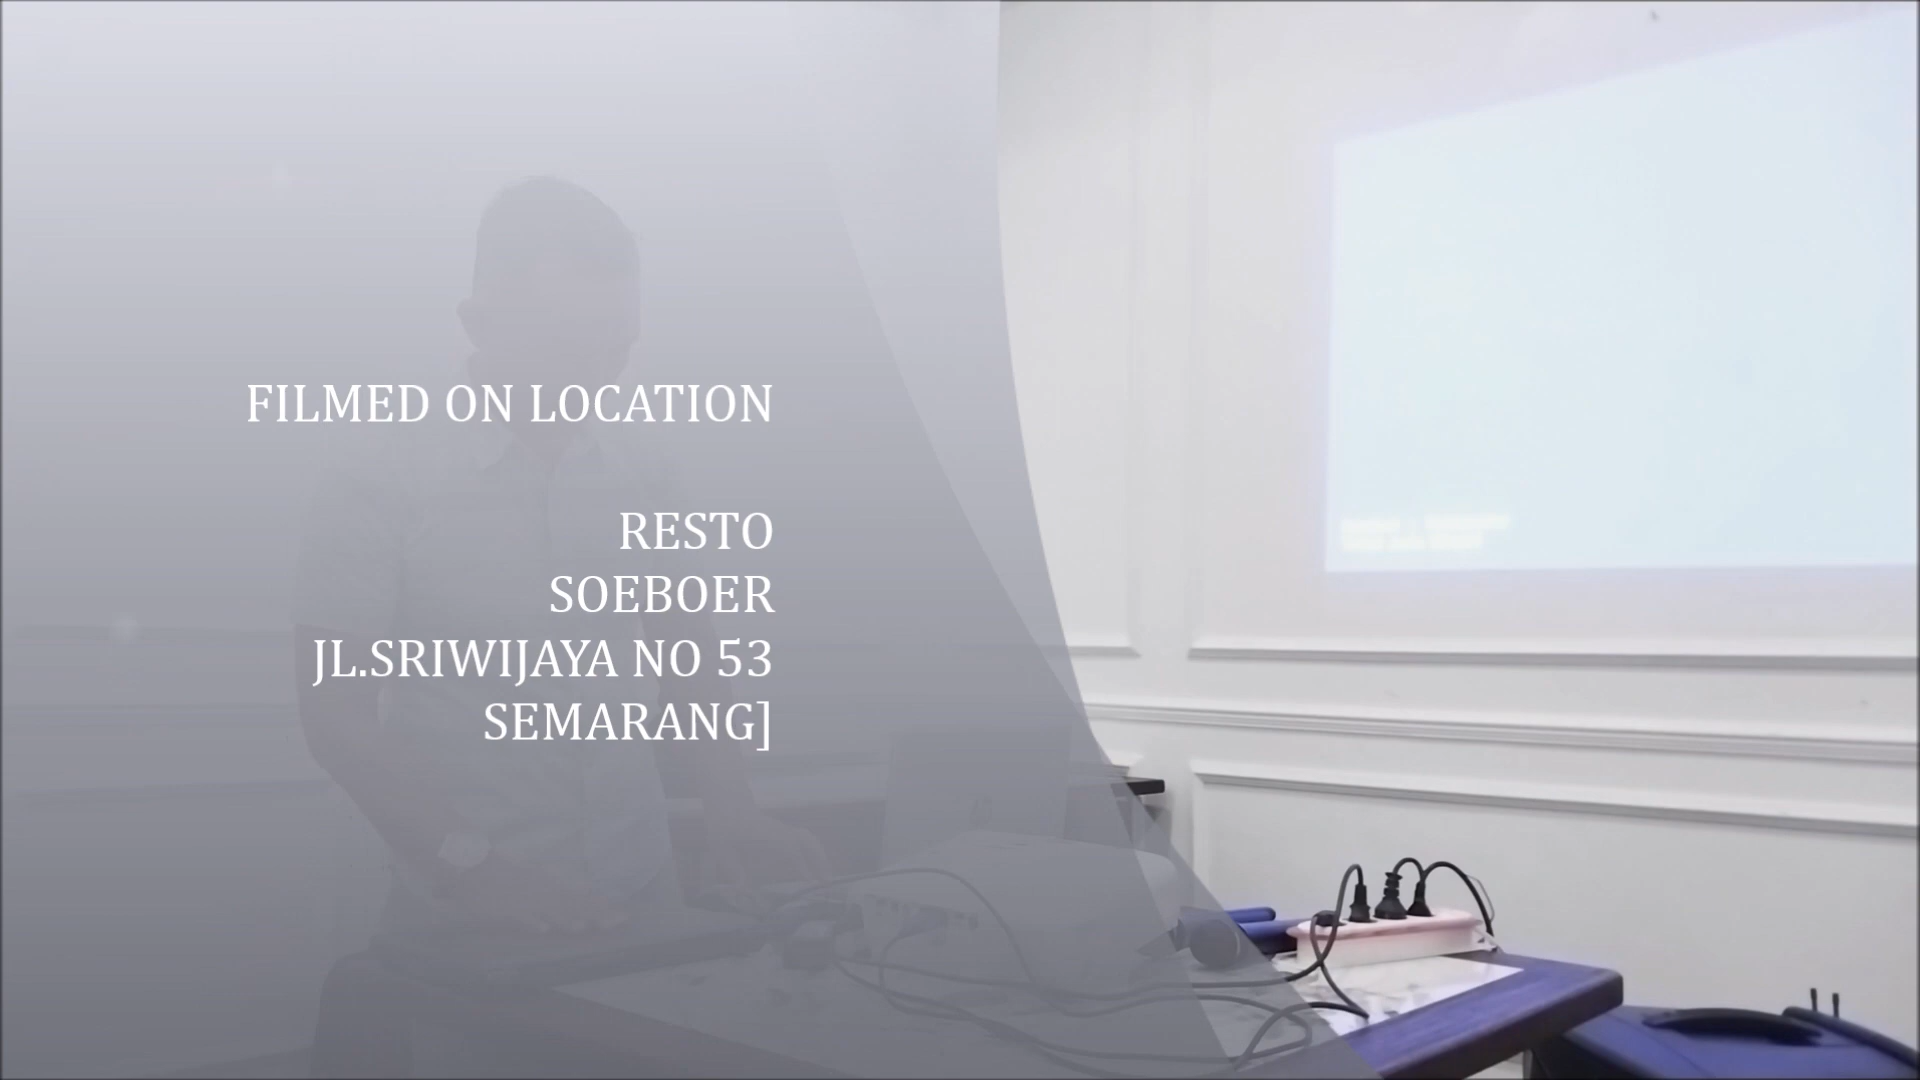 FILMED ON LOCATION
RESTO
SOEBOER
JL.SRIWIJAYA NO 53
SEMARANG]